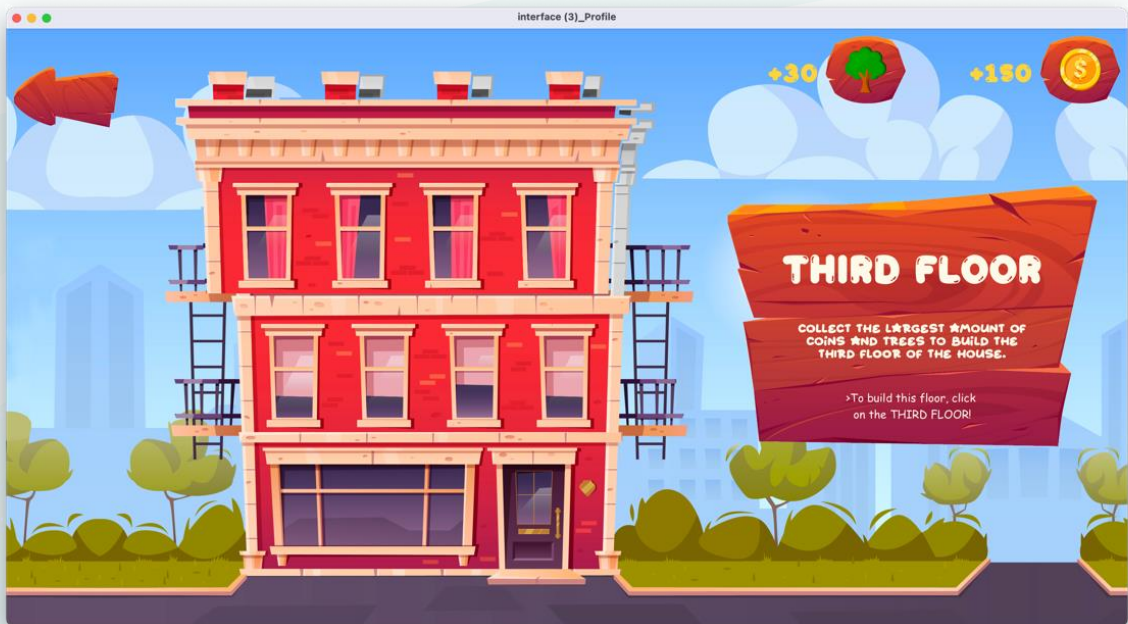 interface (3)_Profile
+30
+150
$
THIRD FLOOR
COLLECT THE LARGEST AMOUNT OF
COINS AND TREES TO BUILD THE
THIRD FLOOR OF THE HOUSE.
>To build this floor, click
on the THIRD FLOOR!